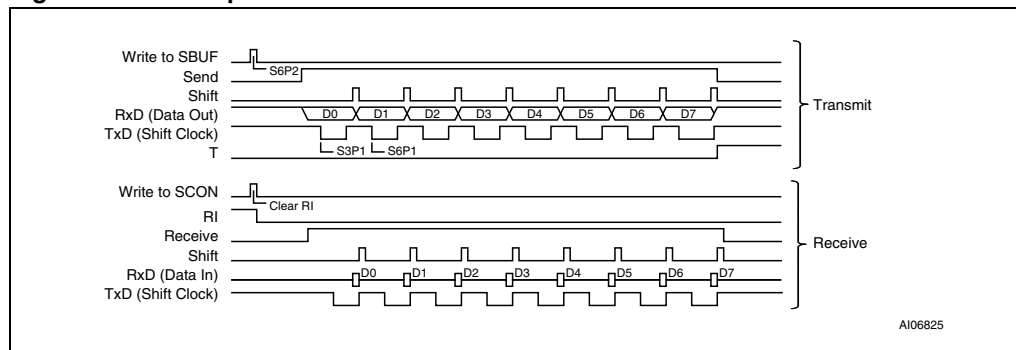 Write to SBUF
S6P2
Send
Shift
RxD (Data Out) D0 D1 D2 D3 D4 D5 D6 D7
TxD (Shift Clock)
S3P1 S6P1
T
Transmit
Write to SCON
Clear RI
RI
Receive
Shift
RxD (Data In) D0 D1 D2 D3 D4 D5 D6 D7
TxD (Shift Clock)
Receive
AI06825